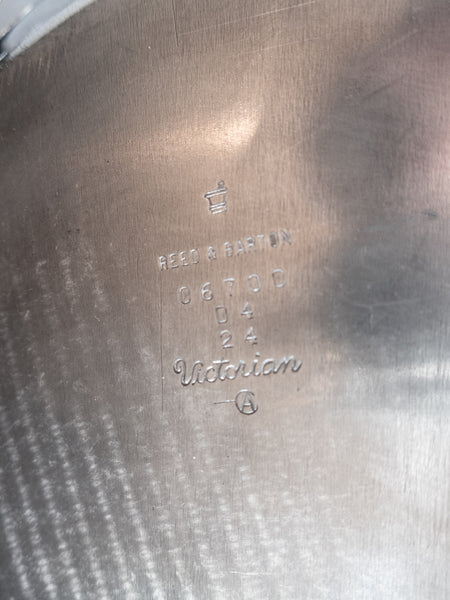 REED & BARTON
0670D
D4
24
Victorian
A